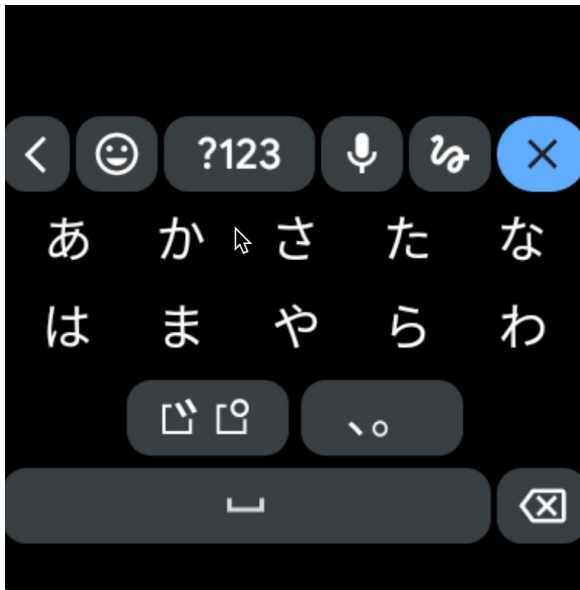 ?123
あ か さ た な
は ま や ら わ
、。